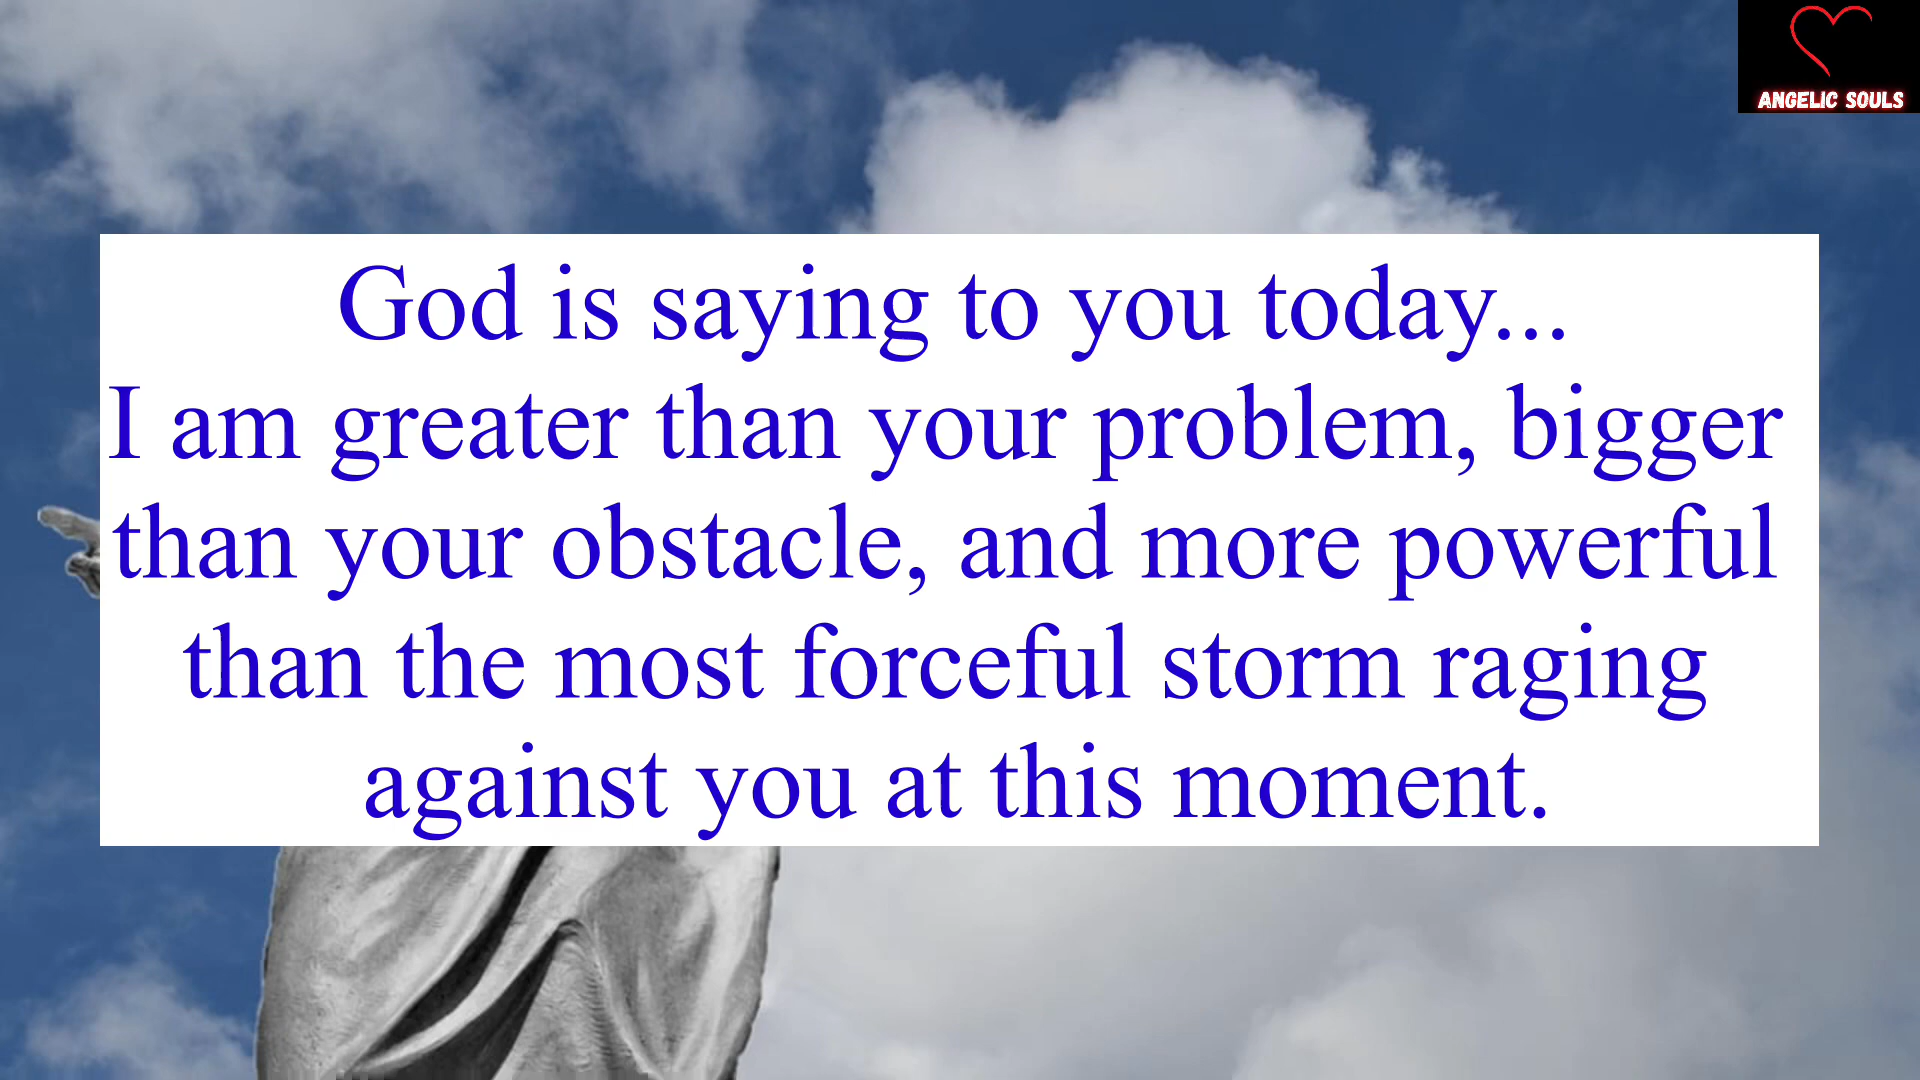 ANGELIC SOULS
God is saying to you today...
I am greater than your problem, bigger
than your obstacle, and more powerful
than the most forceful storm raging
against you at this moment.